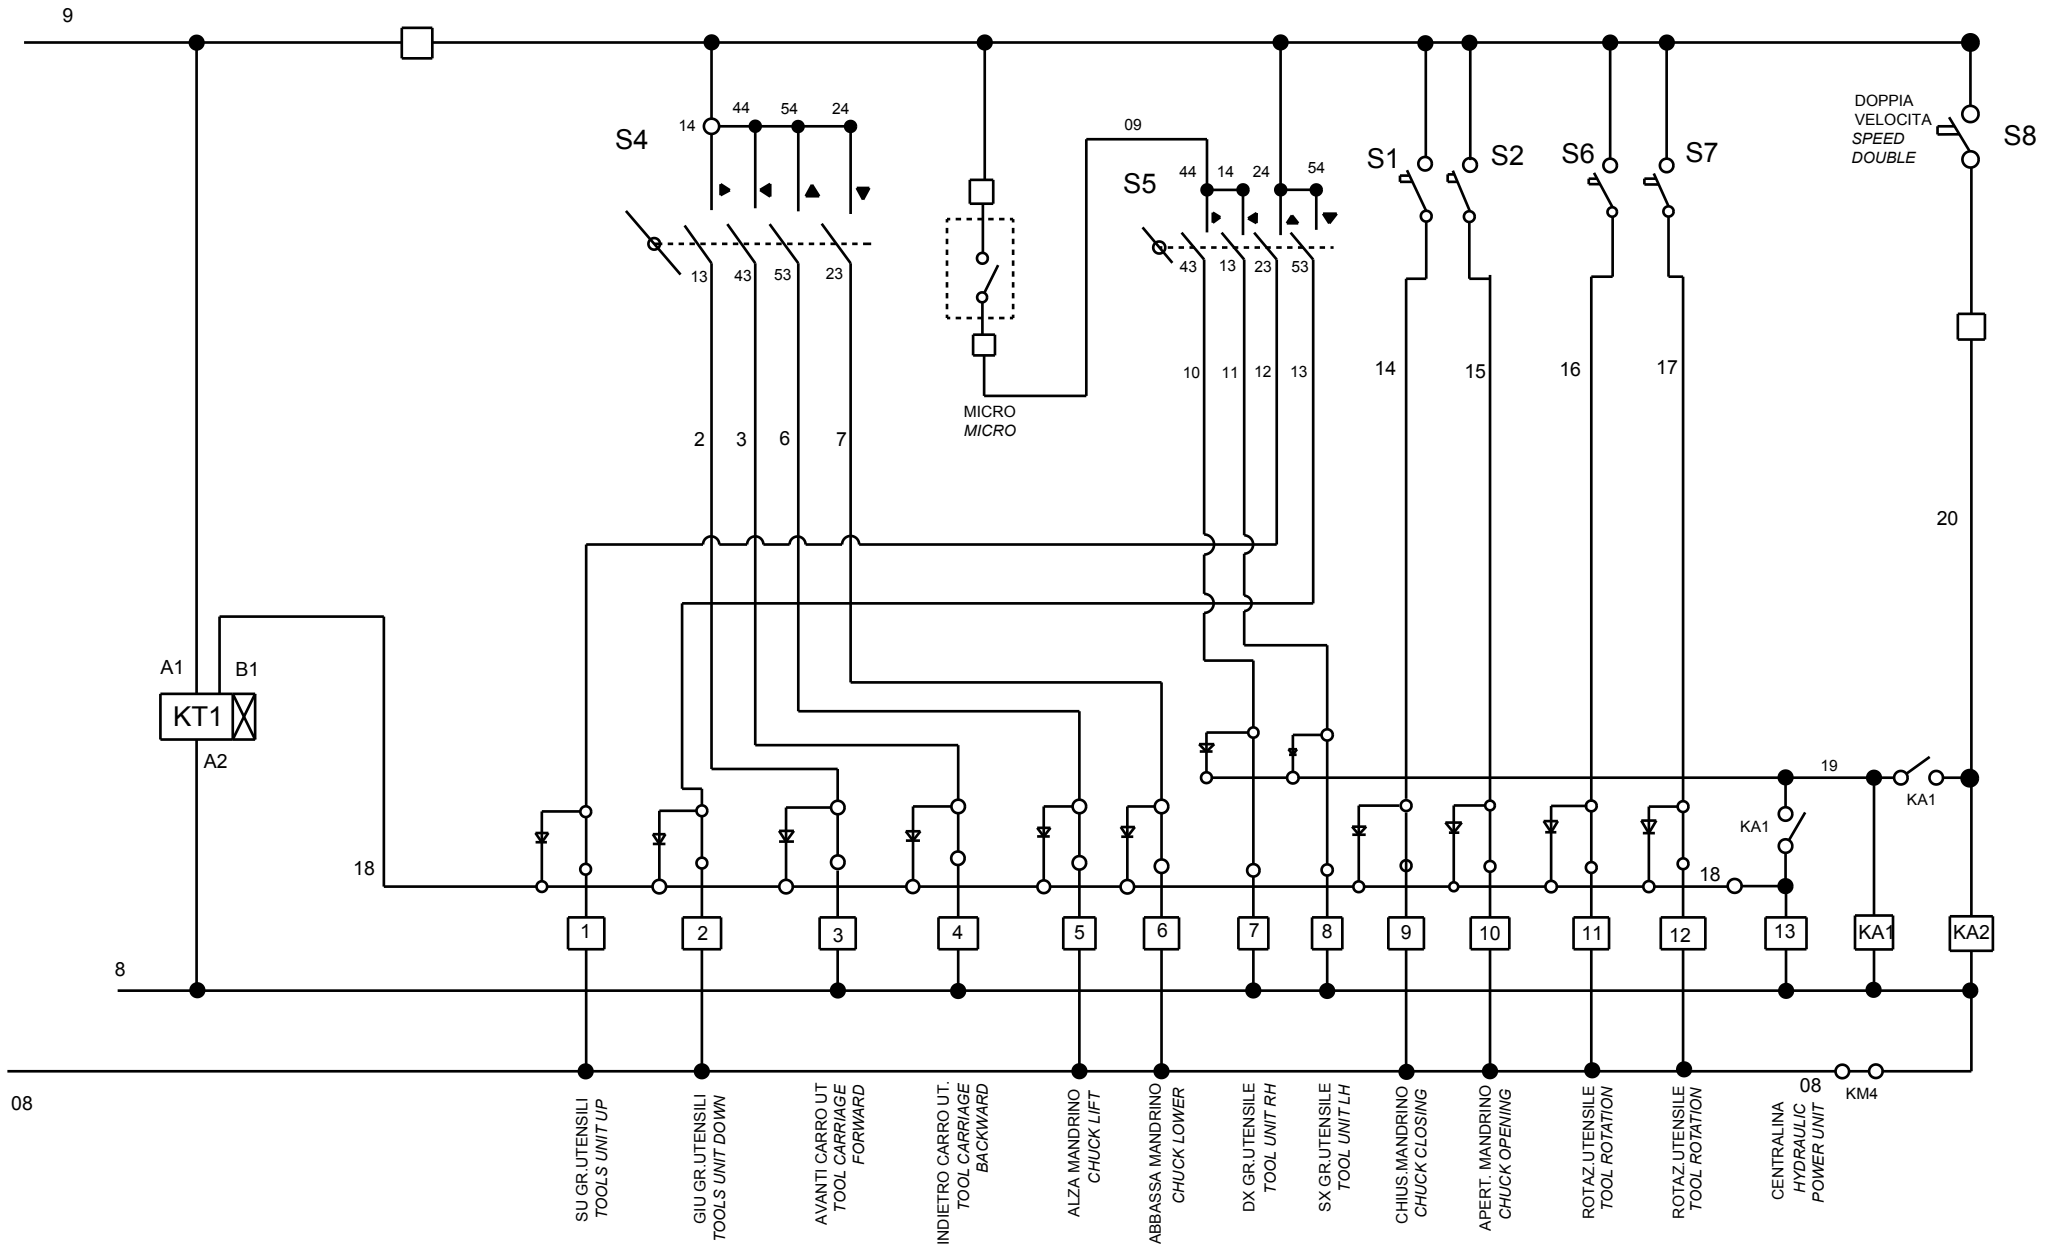 9
S4
14
44
54
24
13
43
53
23
2
3
6
7
MICRO
MICRO
09
S5
44
14
24
54
43
13
23
53
10
11
12
13
S1
S2
S6
S7
14
15
16
17
DOPPIA
VELOCITA
SPEED
DOUBLE
S8
20
A1
B1
KT1
A2
18
19
KA1
KA1
18
1
2
3
4
5
6
7
8
9
10
11
12
13
KA1
KA2
8
08
08
KM4
SU GR.UTENSILI
TOOLS UNIT UP
GIU GR.UTENSILI
TOOLS UNIT DOWN
AVANTI CARRO UT
TOOL CARRIAGE
FORWARD
INDIETRO CARRO UT.
TOOL CARRIAGE
BACKWARD
ALZA MANDRINO
CHUCK LIFT
ABBASSA MANDRINO
CHUCK LOWER
DX GR.UTENSILE
TOOL UNIT RH
SX GR.UTENSILE
TOOL UNIT LH
CHIUS.MANDRINO
CHUCK CLOSING
APERT. MANDRINO
CHUCK OPENING
ROTAZ.UTENSILE
TOOL ROTATION
ROTAZ.UTENSILE
TOOL ROTATION
CENTRALINA
HYDRAULIC
POWER UNIT